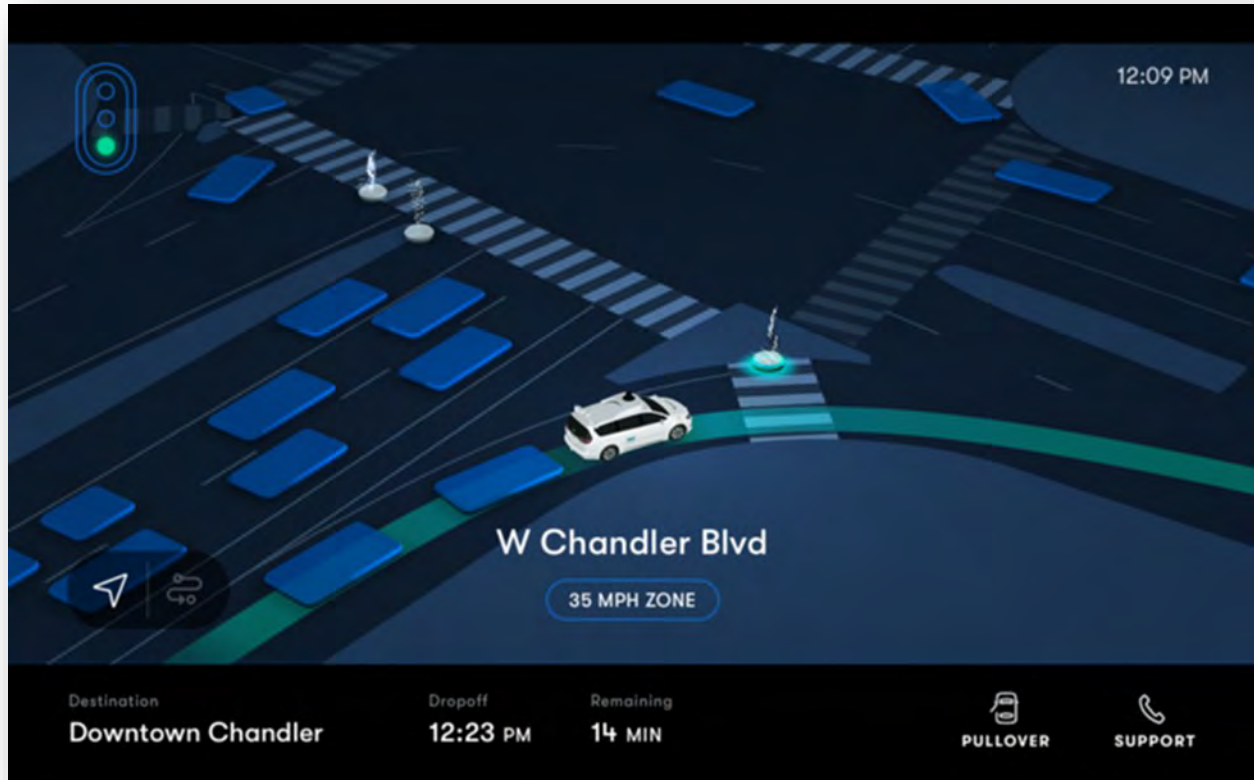 12:09 PM
W Chandler Blvd
35 MPH ZONE
Destination
Downtown Chandler
Dropoff
12:23 PM
Remaining
14 MIN
PULLOVER
SUPPORT